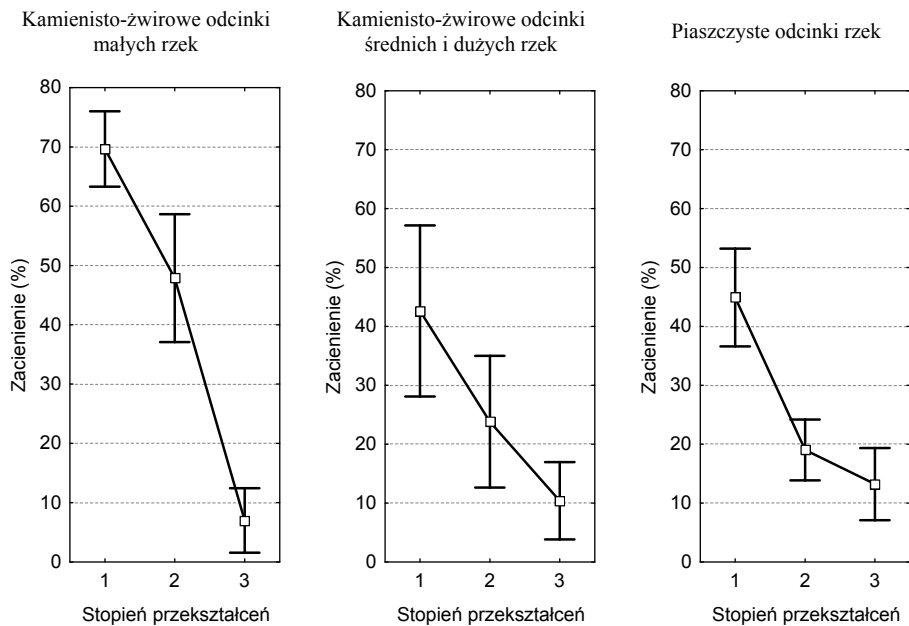 Kamienisto-żwirowe odcinki
małych rzek
80
70
60
50
40
30
20
10
0
Zacienienie (%)
1 2 3
Stopień przekształceń
Kamienisto-żwirowe odcinki
średnich i dużych rzek
80
70
60
50
40
30
20
10
0
Zacienienie (%)
1 2 3
Stopień przekształceń
Piaszczyste odcinki rzek
80
70
60
50
40
30
20
10
0
Zacienienie (%)
1 2 3
Stopień przekształceń